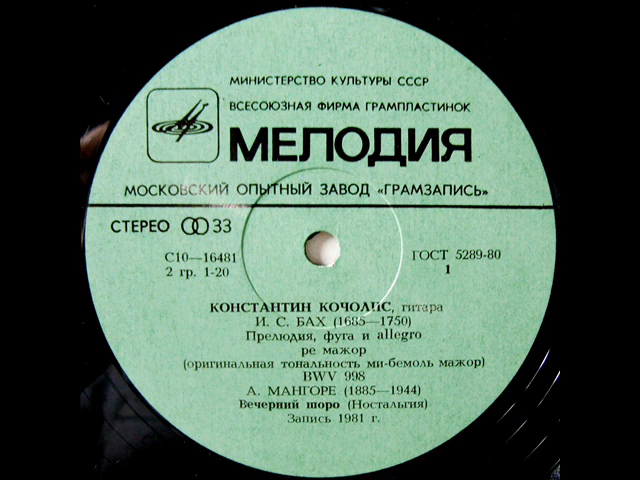 МИНИСТЕРСТВО КУЛЬТУРЫ СССР
ВСЕСОЮЗНАЯ ФИРМА ГРАМПЛАСТИНОК
МЕЛОДИЯ
МОСКОВСКИЙ ОПЫТНЫЙ ЗАВОД «ГРАМЗАПИСЬ»
СТЕРЕО 33
С10—16481
2 гр. 1-20
ГОСТ 5289-80
1
КОНСТАНТИН КОЧОЛИС, гитара
И. С. БАХ (1685—1750)
Прелюдия, фуга и allegro
ре мажор
(оригинальная тональность ми-бемоль мажор)
BWV 998
А. МАНГОРЕ (1885—1944)
Вечерний шоро (Ностальгия)
Запись 1981 г.